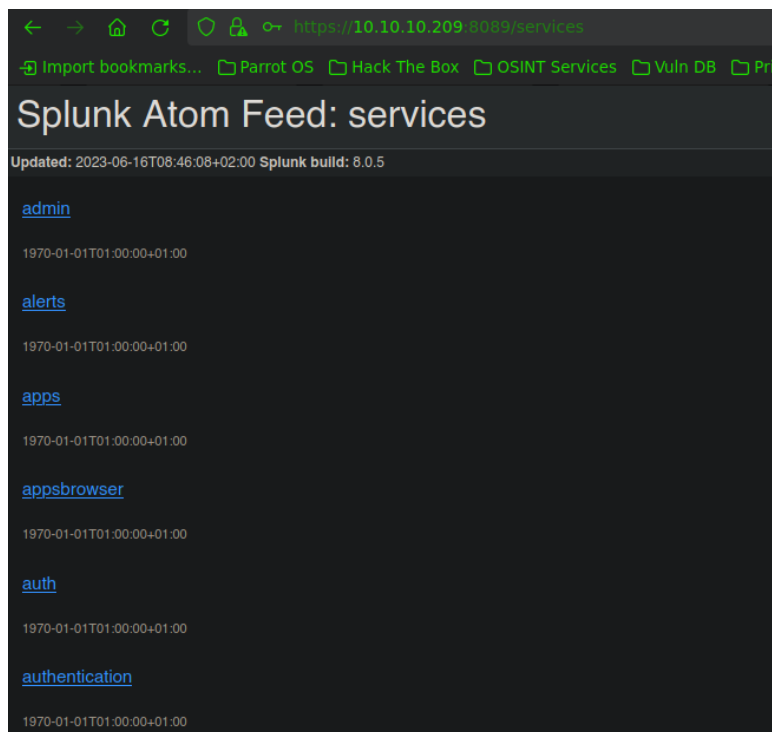 https://10.10.10.209:8089/services
Import bookmarks... Parrot OS Hack The Box OSINT Services Vuln DB
Splunk Atom Feed: services
Updated: 2023-06-16T08:46:08+02:00 Splunk build: 8.0.5
admin
1970-01-01T01:00:00+01:00
alerts
1970-01-01T01:00:00+01:00
apps
1970-01-01T01:00:00+01:00
appsbrowser
1970-01-01T01:00:00+01:00
auth
1970-01-01T01:00:00+01:00
authentication
1970-01-01T01:00:00+01:00